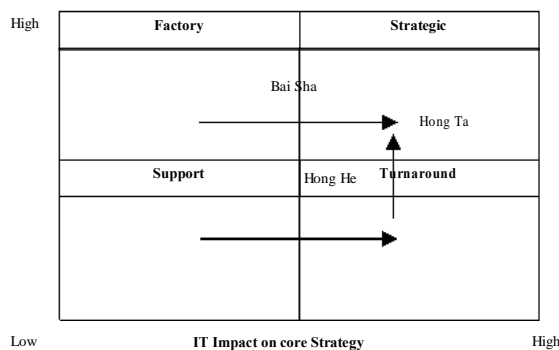 High
Factory Strategic
Bai Sha
Hong Ta
Support Turnaround
Hong He
Low IT Impact on core Strategy High